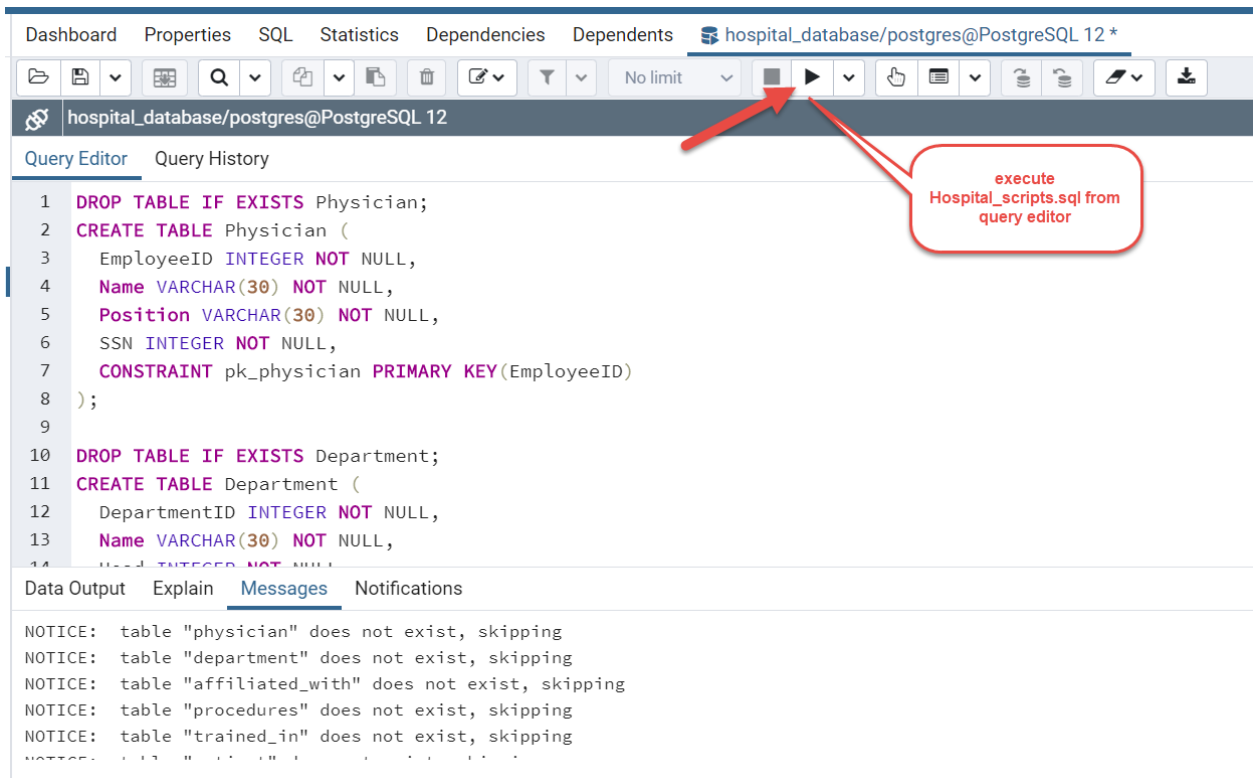 Dashboard Properties SQL Statistics Dependencies Dependents hospital_database/postgres@PostgreSQL 12 *
No limit
hospital_database/postgres@PostgreSQL 12
Query Editor Query History
execute
Hospital_scripts.sql from
query editor
1 DROP TABLE IF EXISTS Physician;
2 CREATE TABLE Physician (
3 EmployeeID INTEGER NOT NULL,
4 Name VARCHAR(30) NOT NULL,
5 Position VARCHAR(30) NOT NULL,
6 SSN INTEGER NOT NULL,
7 CONSTRAINT pk_physician PRIMARY KEY(EmployeeID)
8 );
9
10 DROP TABLE IF EXISTS Department;
11 CREATE TABLE Department (
12 DepartmentID INTEGER NOT NULL,
13 Name VARCHAR(30) NOT NULL,
14 INTEGER NOT NULL
Data Output Explain Messages Notifications
NOTICE: table "physician" does not exist, skipping
NOTICE: table "department" does not exist, skipping
NOTICE: table "affiliated_with" does not exist, skipping
NOTICE: table "procedures" does not exist, skipping
NOTICE: table "trained_in" does not exist, skipping